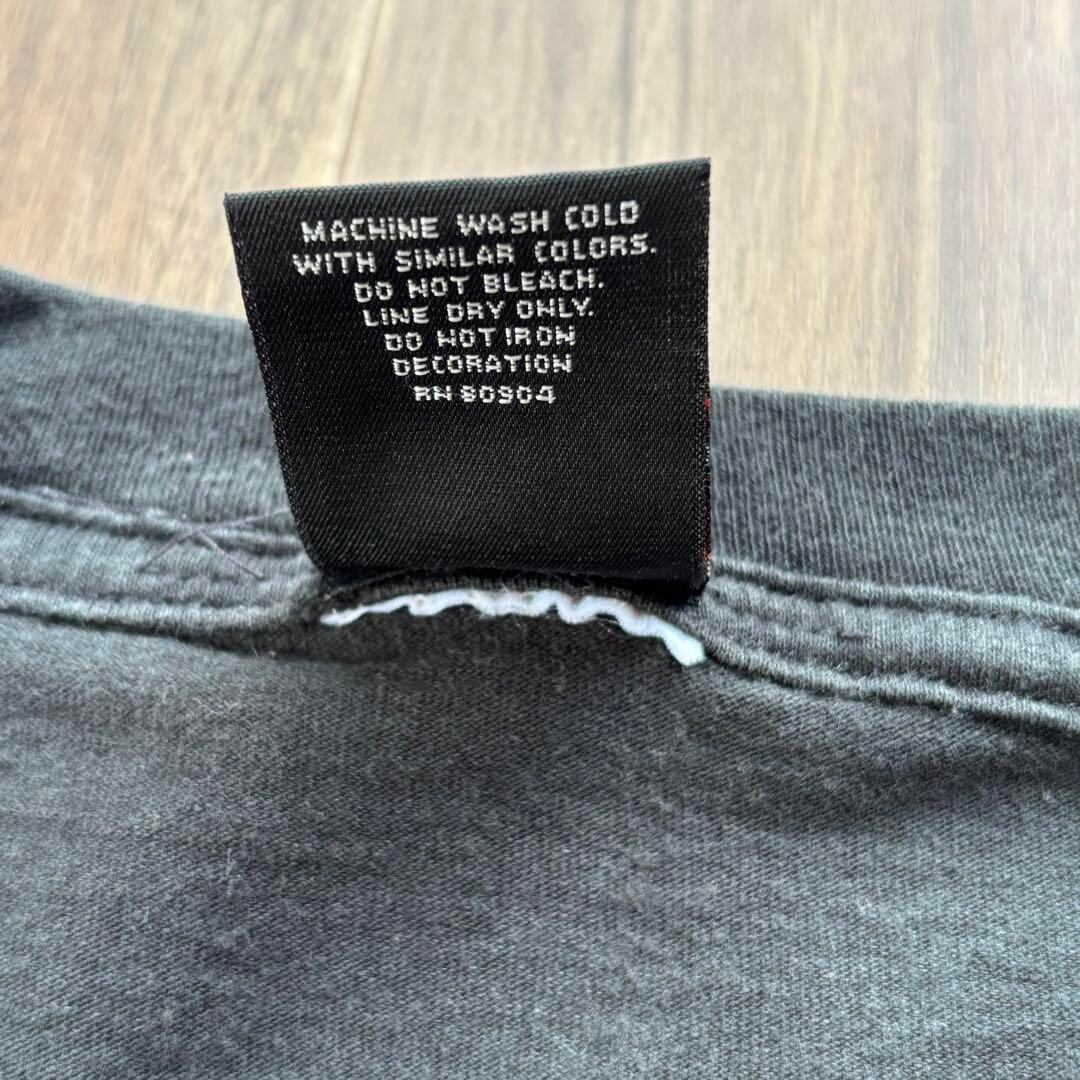 MACHINE WASH COLD
WITH SIMILAR COLORS.
DO NOT BLEACH.
LINE DRY ONLY.
DO NOT IRON
DECORATION
RN 80904